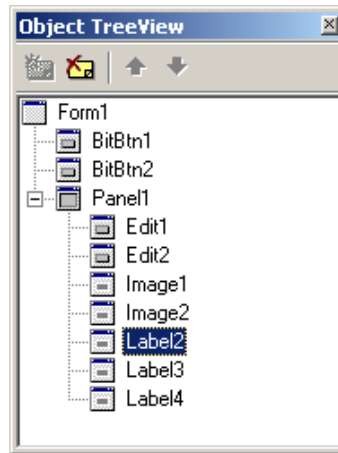 Object TreeView
Form1
BitBtn1
BitBtn2
Panel1
Edit1
Edit2
Image1
Image2
Label2
Label3
Label4